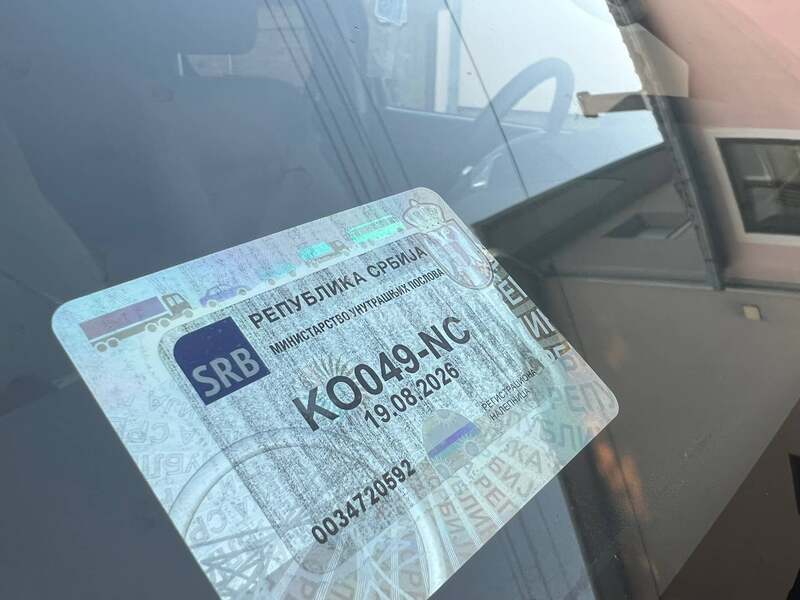 РЕПУБЛИКА СРБИЈА
МИНИСТАРСТВО УНУТРАШЊИХ ПОСЛОВА
SRB
KO049-NC
19.08.2026
РЕГИСТРАЦИОНА
НАЛЕПНИЦА
0034720592